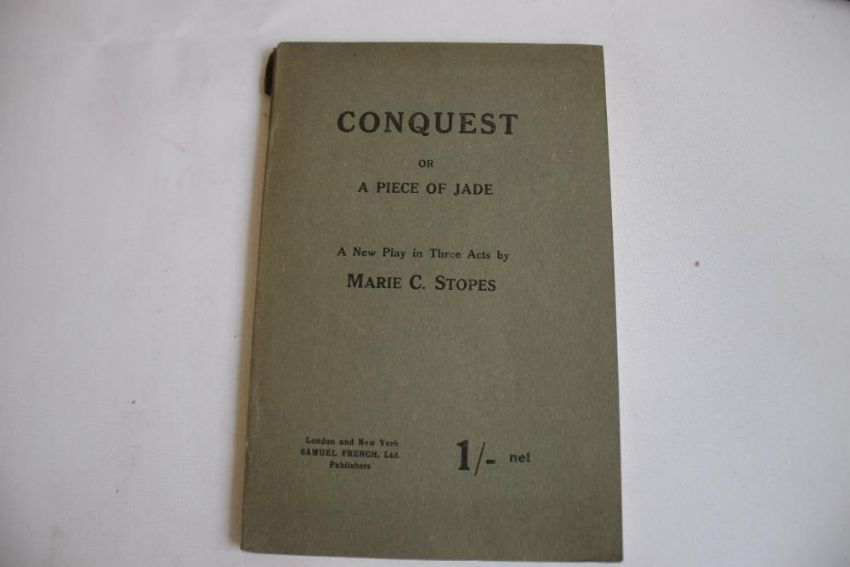 CONQUEST
OR
A PIECE OF JADE
A New Play in Three Acts by
MARIE C. STOPES
London and New York
SAMUEL FRENCH, Ltd.
Publishers
1/- net